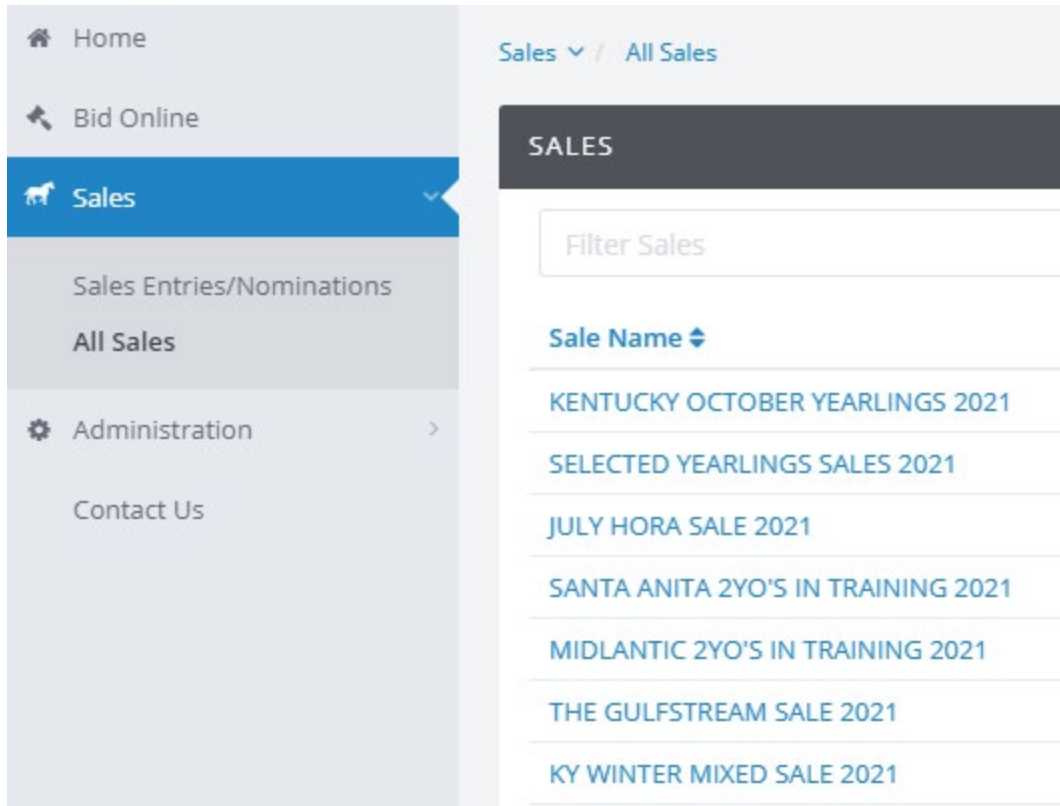 Home
Bid Online
Sales
Sales Entries/Nominations
All Sales
Administration
Contact Us
Sales / All Sales
SALES
Filter Sales
Sale Name
KENTUCKY OCTOBER YEARLINGS 2021
SELECTED YEARLINGS SALES 2021
JULY HORA SALE 2021
SANTA ANITA 2YO'S IN TRAINING 2021
MIDLANTIC 2YO'S IN TRAINING 2021
THE GULFSTREAM SALE 2021
KY WINTER MIXED SALE 2021